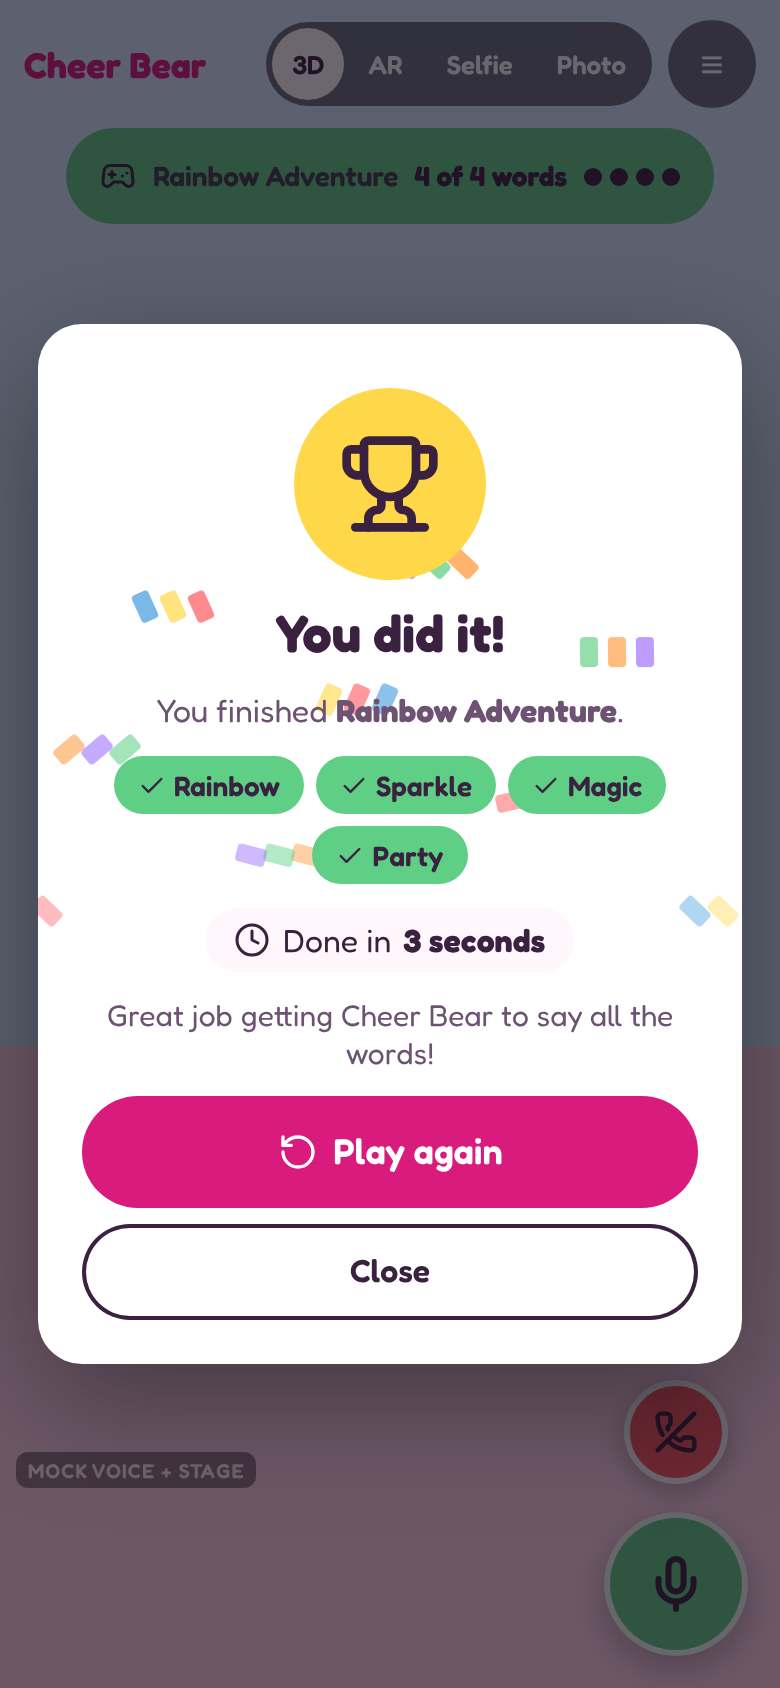 Cheer Bear
3D AR Selfie Photo
Rainbow Adventure 4 of 4 words
You did it!
You finished Rainbow Adventure.
Rainbow Sparkle Magic
Party
Done in 3 seconds
Great job getting Cheer Bear to say all the
words!
Play again
Close
MOCK VOICE + STAGE